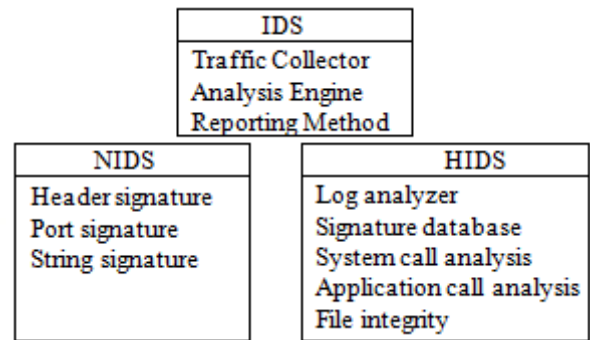 IDS
Traffic Collector
Analysis Engine
Reporting Method
NIDS
Header signature
Port signature
String signature
HIDS
Log analyzer
Signature database
System call analysis
Application call analysis
File integrity